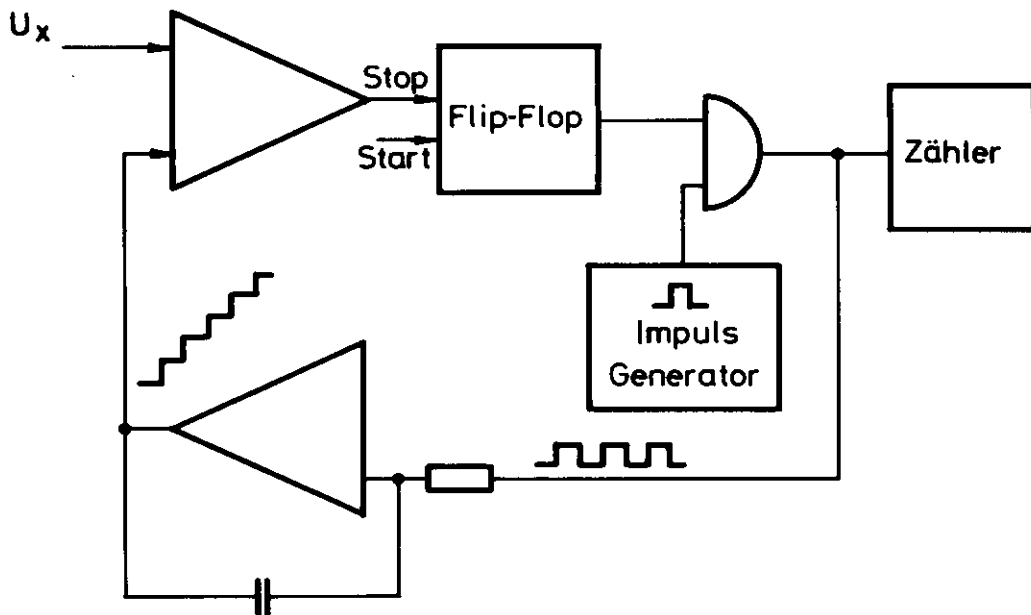 Ux
Stop
Start
Flip-Flop
Zähler
Impuls
Generator